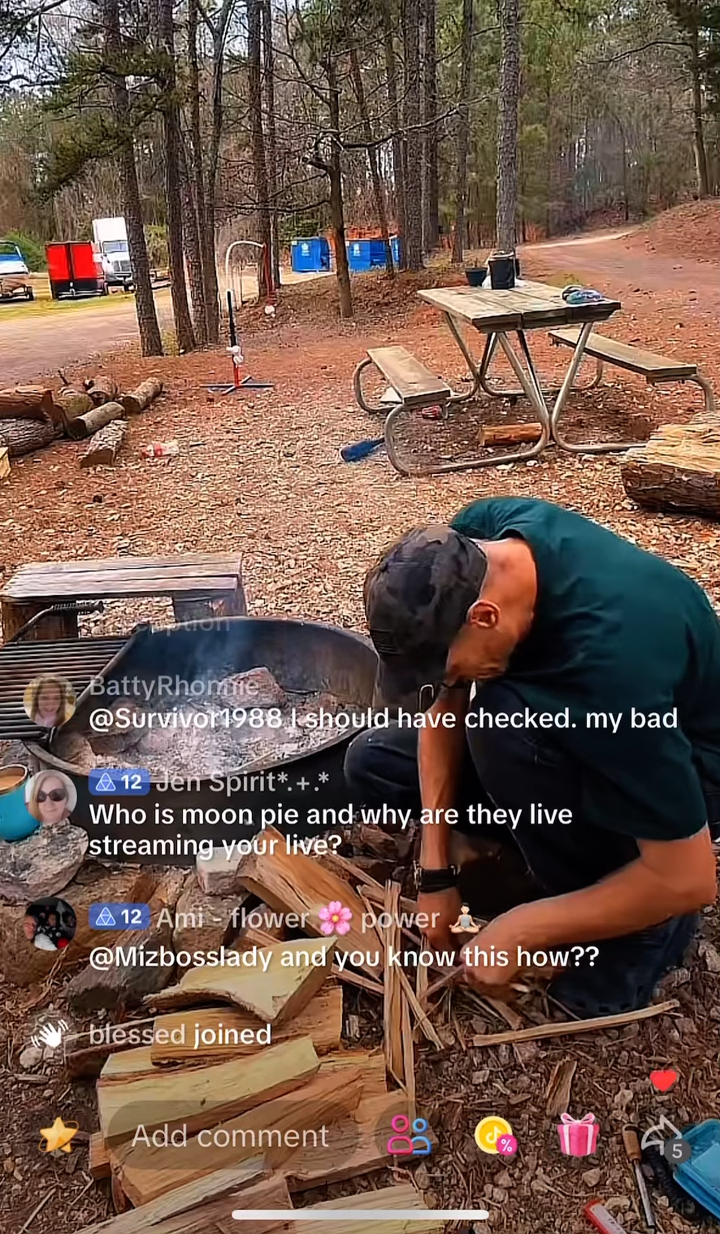 BattyRhonnie
@Survivor1988 I should have checked. my bad
12 Jen Spirit*.+.*
Who is moon pie and why are they live
streaming your live?
12 Ami - flower 🌸 power 🧘
@Mizbosslady and you know this how??
blessed joined
Add comment
5